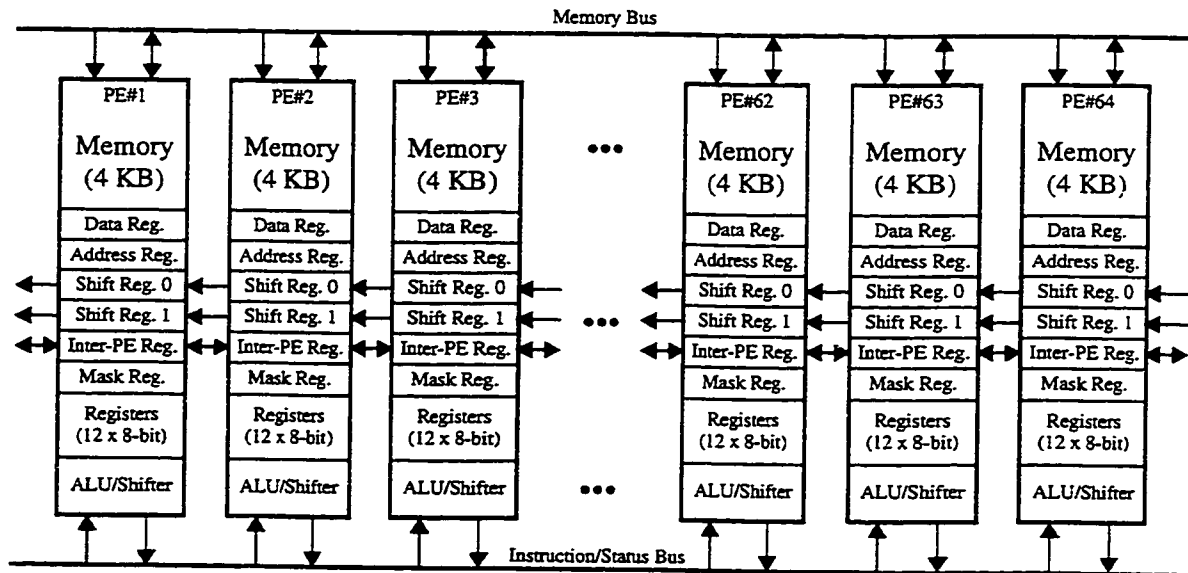 Memory Bus
PE#1 PE#2 PE#3 PE#62 PE#63 PE#64
Memory Memory Memory ••• Memory Memory Memory
(4 KB) (4 KB) (4 KB) (4 KB) (4 KB) (4 KB)
Data Reg. Data Reg. Data Reg. Data Reg. Data Reg. Data Reg.
Address Reg. Address Reg. Address Reg. Address Reg. Address Reg. Address Reg.
Shift Reg. 0 Shift Reg. 0 Shift Reg. 0 Shift Reg. 0 Shift Reg. 0 Shift Reg. 0
Shift Reg. 1 Shift Reg. 1 Shift Reg. 1 ••• Shift Reg. 1 Shift Reg. 1 Shift Reg. 1
Inter-PE Reg. Inter-PE Reg. Inter-PE Reg. Inter-PE Reg. Inter-PE Reg. Inter-PE Reg.
Mask Reg. Mask Reg. Mask Reg. Mask Reg. Mask Reg. Mask Reg.
Registers Registers Registers Registers Registers Registers
(12 x 8-bit) (12 x 8-bit) (12 x 8-bit) (12 x 8-bit) (12 x 8-bit) (12 x 8-bit)
ALU/Shifter ALU/Shifter ALU/Shifter ••• ALU/Shifter ALU/Shifter ALU/Shifter
Instruction/Status Bus